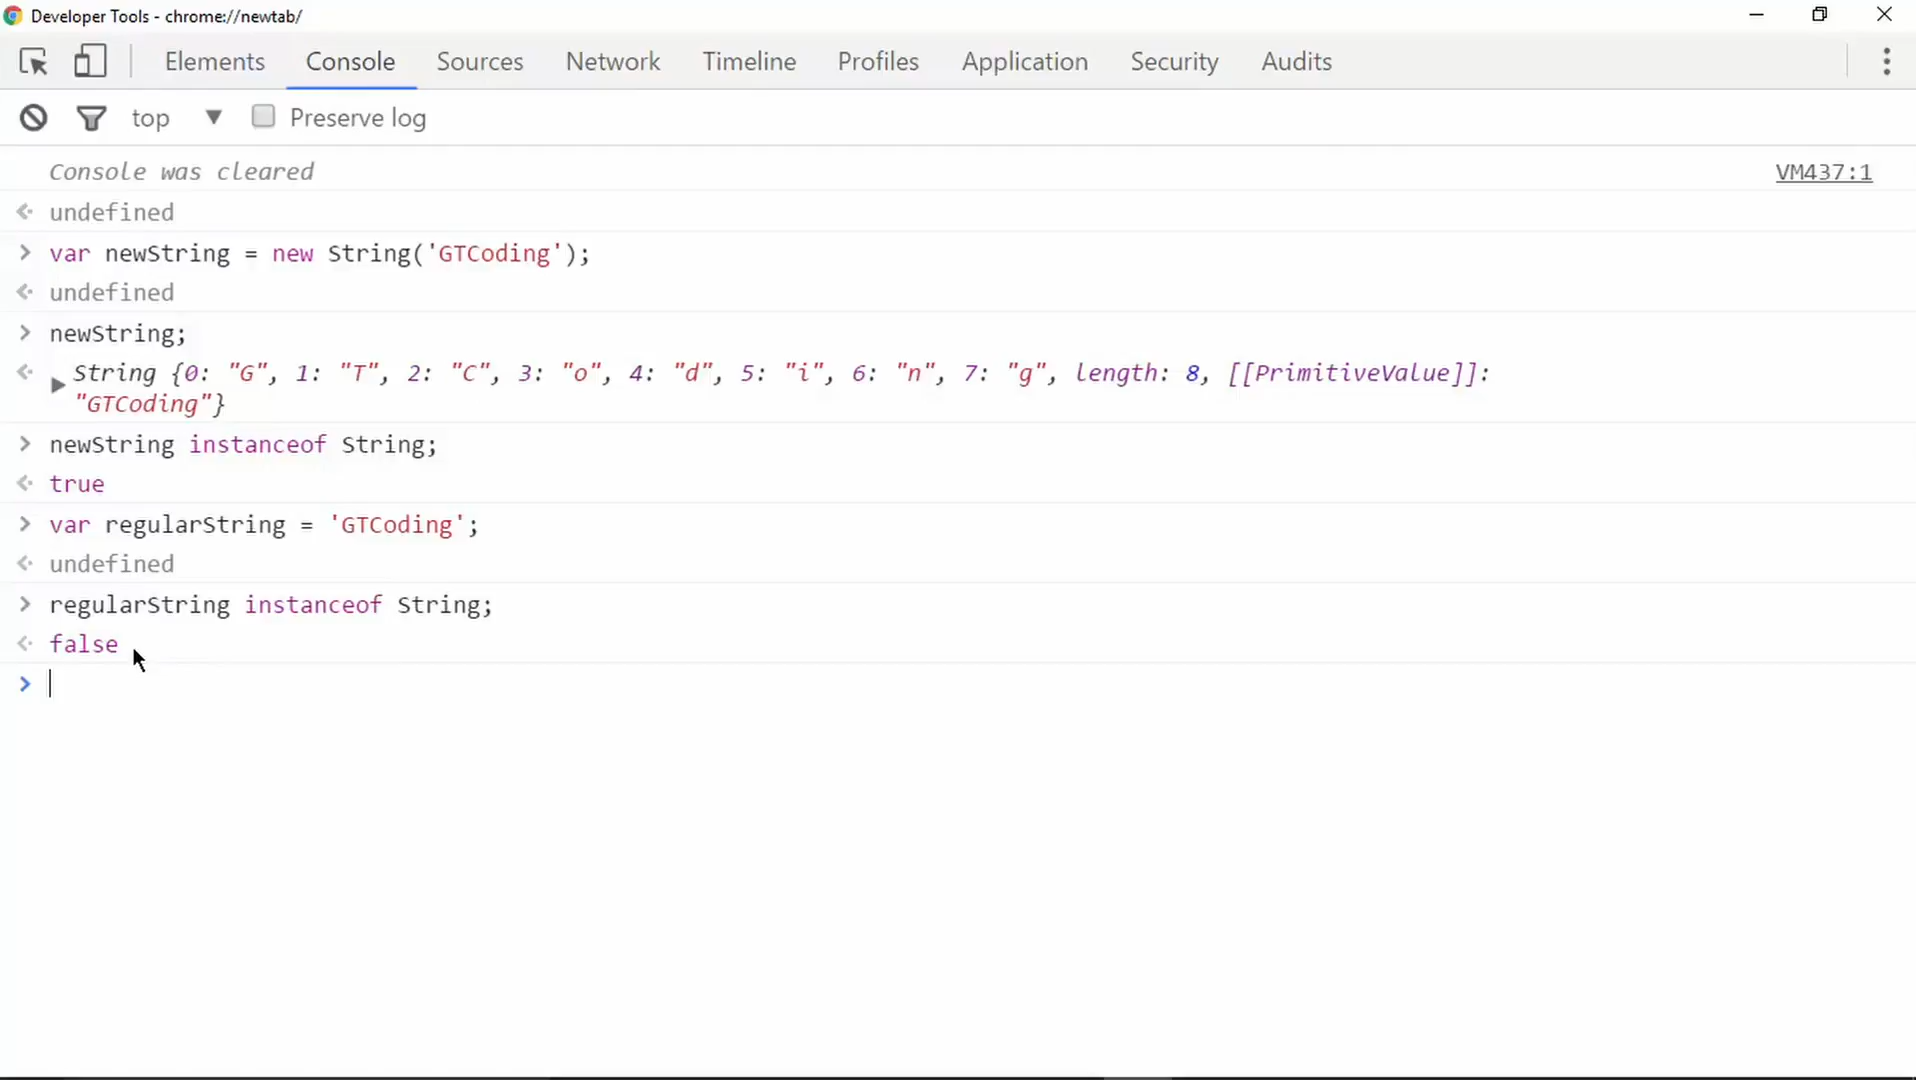 Developer Tools - chrome://newtab/
Elements Console Sources Network Timeline Profiles Application Security Audits
top Preserve log
Console was cleared VM437:1
undefined
var newString = new String('GTCoding');
undefined
newString;
String {0: "G", 1: "T", 2: "C", 3: "o", 4: "d", 5: "i", 6: "n", 7: "g", length: 8, [[PrimitiveValue]]:
"GTCoding"}
newString instanceof String;
true
var regularString = 'GTCoding';
undefined
regularString instanceof String;
false